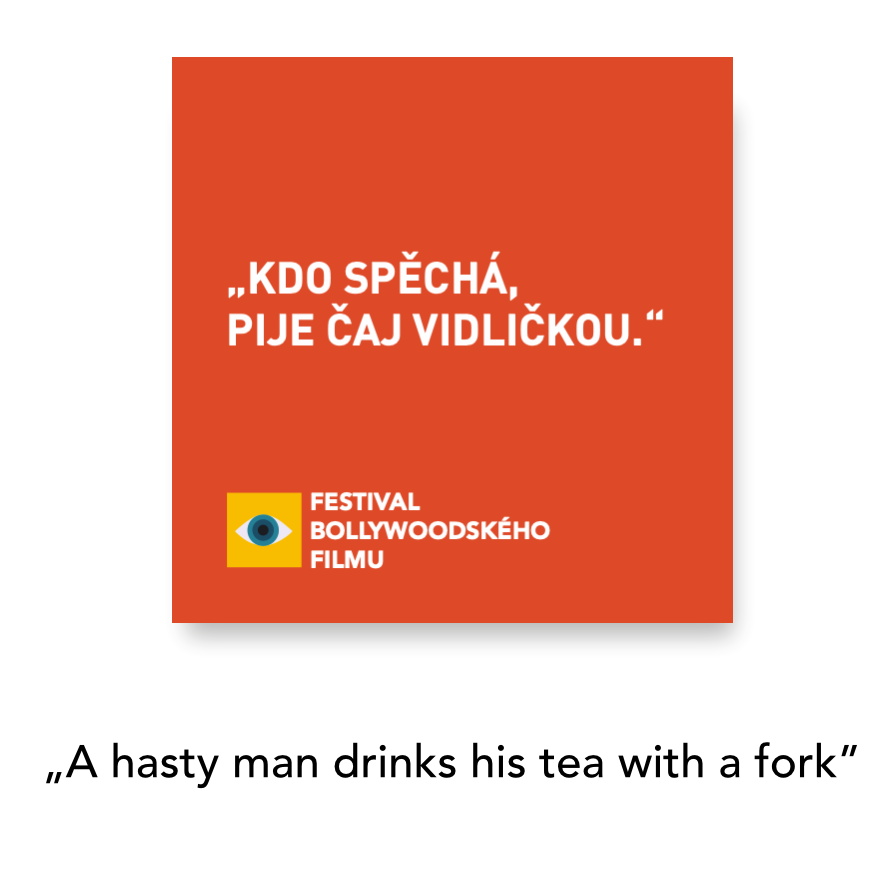 „KDO SPĚCHÁ,
PIJE ČAJ VIDLIČKOU.“
FESTIVAL
BOLLYWOODSKÉHO
FILMU
„A hasty man drinks his tea with a fork”